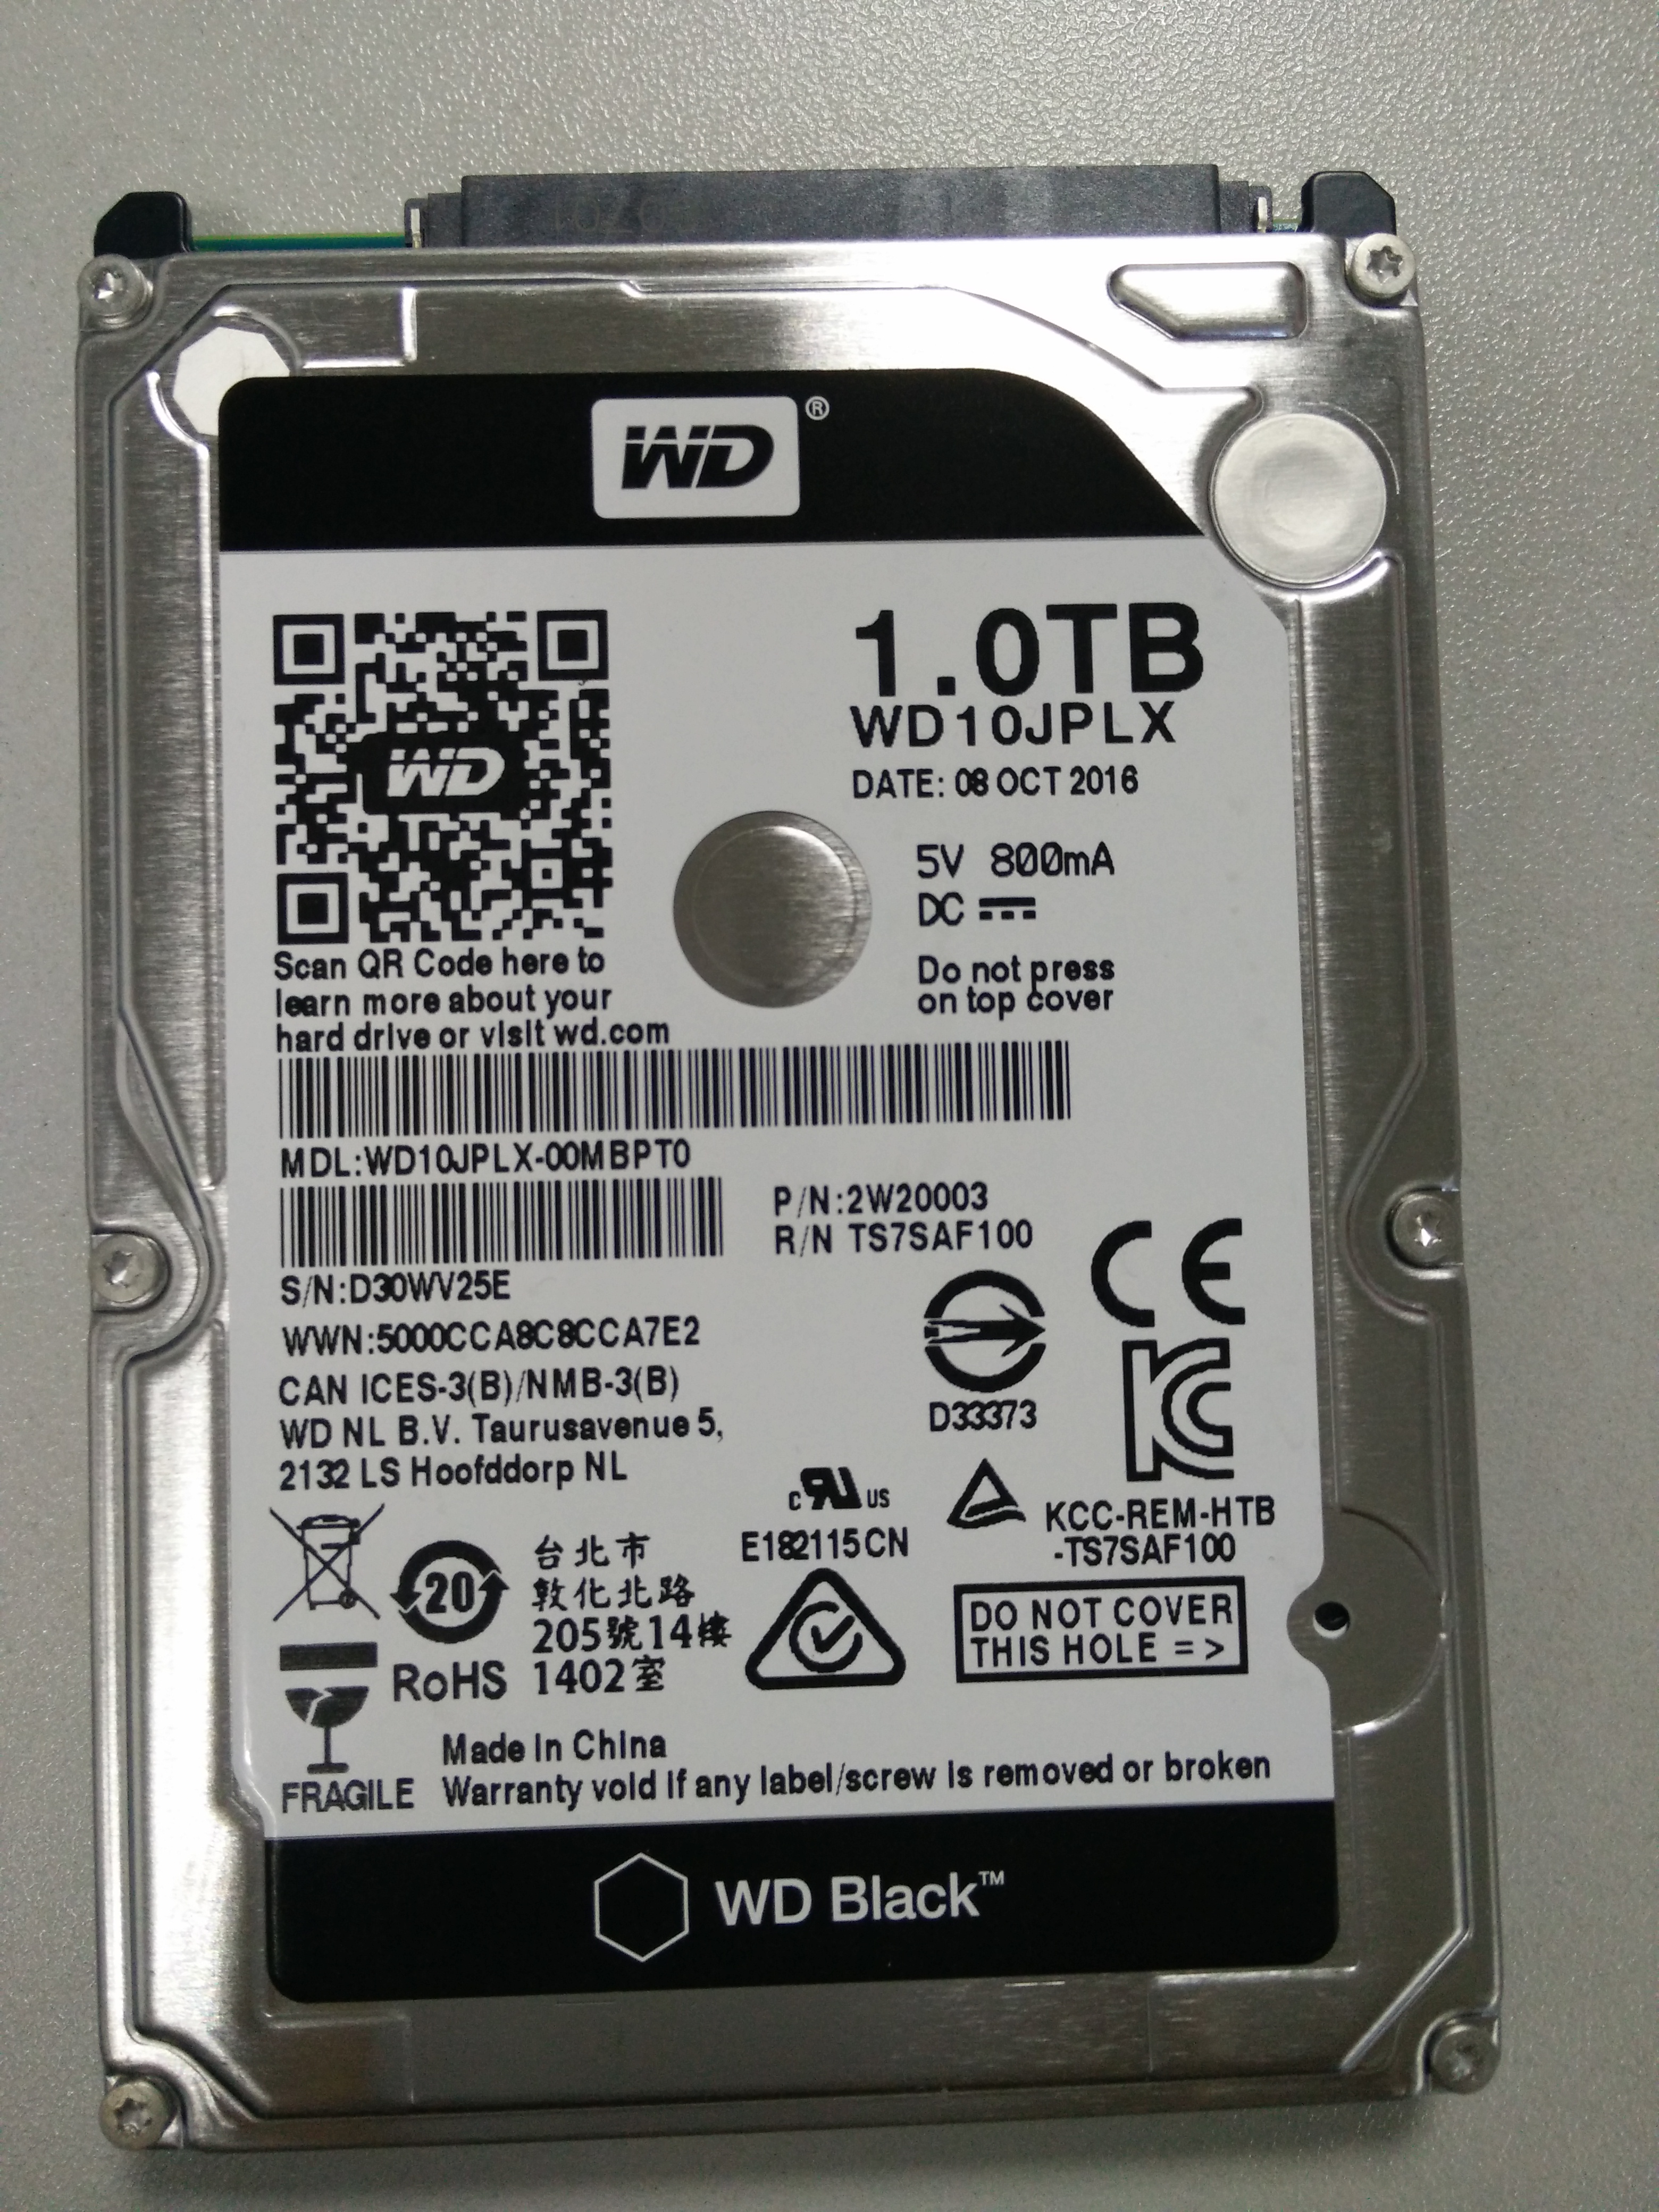 WD®
1.0TB
WD10JPLX
DATE: 08 OCT 2016
WD
5V 800mA
DC
Do not press
on top cover
Scan QR Code here to
learn more about your
hard drive or visit wd.com
MDL:WD10JPLX-00MBPT0
P/N:2W20003
R/N TS7SAF100
S/N:D30WV25E
WWN:5000CCA8C8CCA7E2
CAN ICES-3(B)/NMB-3(B)
WD NL B.V. Taurusavenue 5,
2132 LS Hoofddorp NL
CE
D33373
KC
KCC-REM-HTB
-TS7SAF100
c RU US
E182115CN
20
台北市
敦化北路
205號14樓
1402室
RoHS
DO NOT COVER
THIS HOLE =>
FRAGILE
Made in China
Warranty void if any label/screw is removed or broken
WD Black™